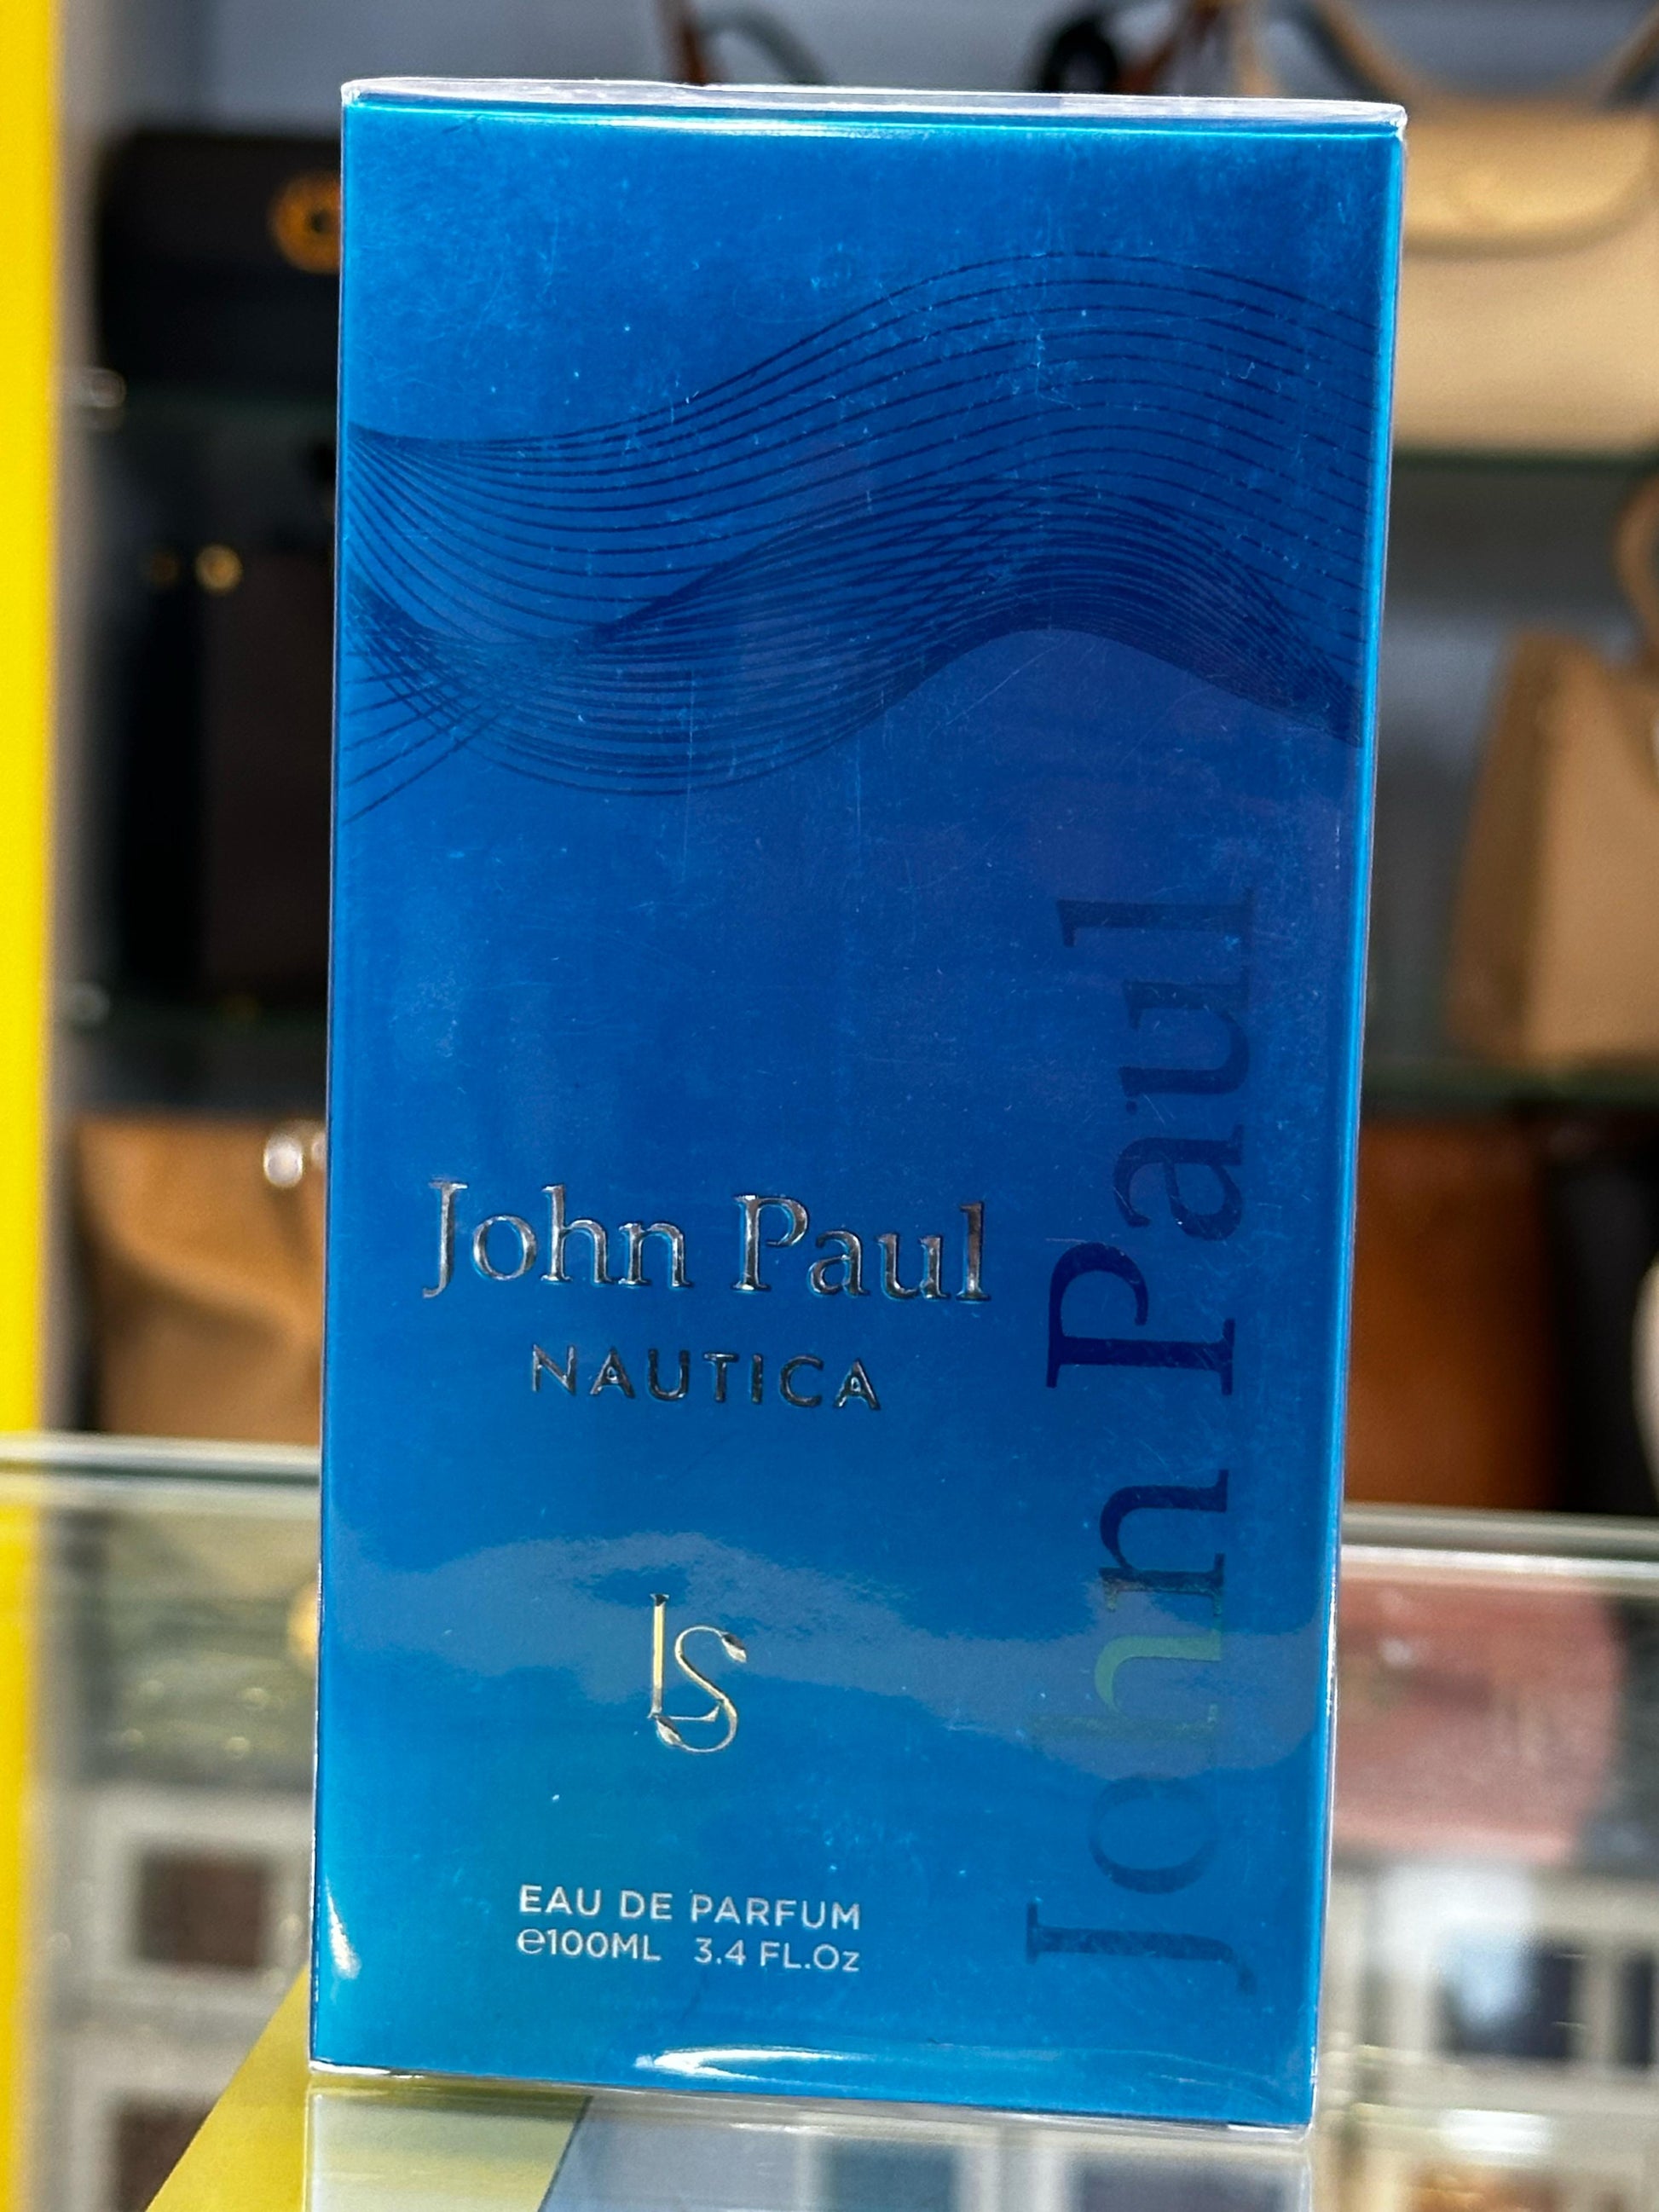 John Paul
NAUTICA
LS
EAU DE PARFUM
℮100ML 3.4 FL.Oz
John Paul